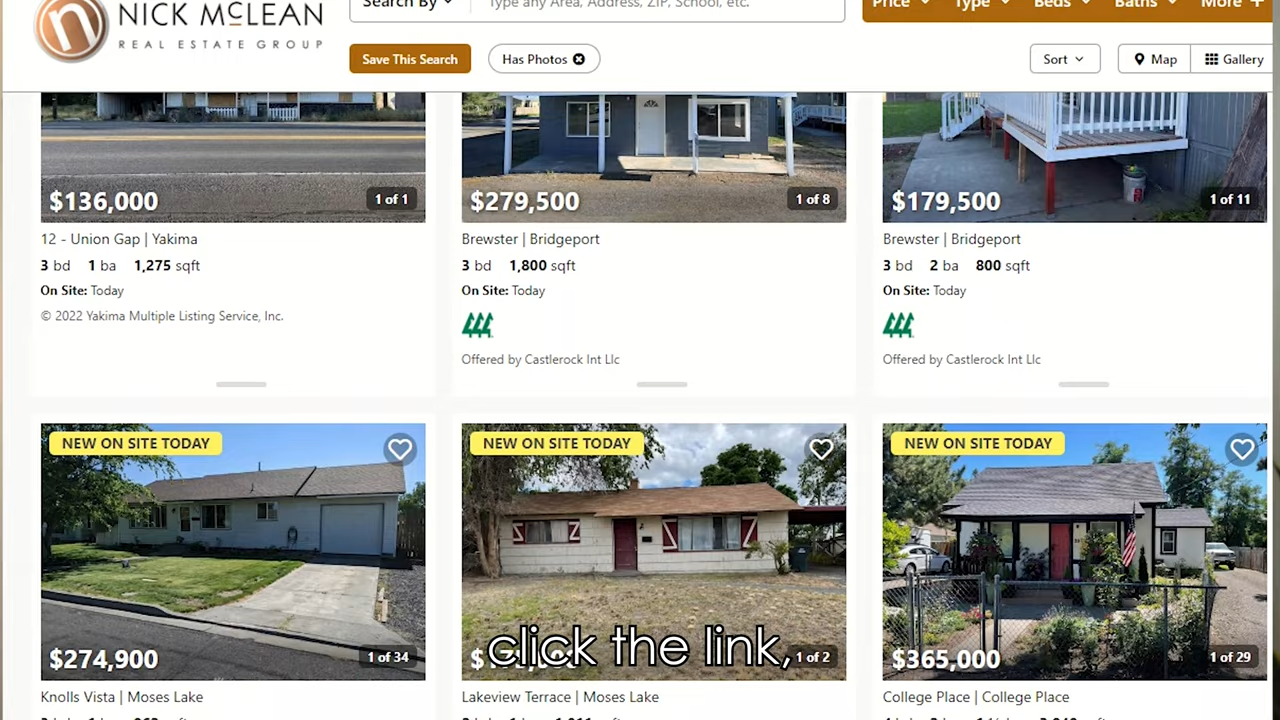 NICK McLEAN
REAL ESTATE GROUP
Search By
Type any Area, Address, ZIP, School, etc.
Price
Type
Beds
Baths
More +
Save This Search
Has Photos
Sort
Map
Gallery
$136,000
1 of 1
12 - Union Gap | Yakima
3 bd 1 ba 1,275 sqft
On Site: Today
© 2022 Yakima Multiple Listing Service, Inc.
$279,500
1 of 8
Brewster | Bridgeport
3 bd 1,800 sqft
On Site: Today
Offered by Castlerock Int Llc
$179,500
1 of 11
Brewster | Bridgeport
3 bd 2 ba 800 sqft
On Site: Today
Offered by Castlerock Int Llc
NEW ON SITE TODAY
$274,900
1 of 34
Knolls Vista | Moses Lake
NEW ON SITE TODAY
click the link,
1 of 2
Lakeview Terrace | Moses Lake
NEW ON SITE TODAY
$365,000
1 of 29
College Place | College Place